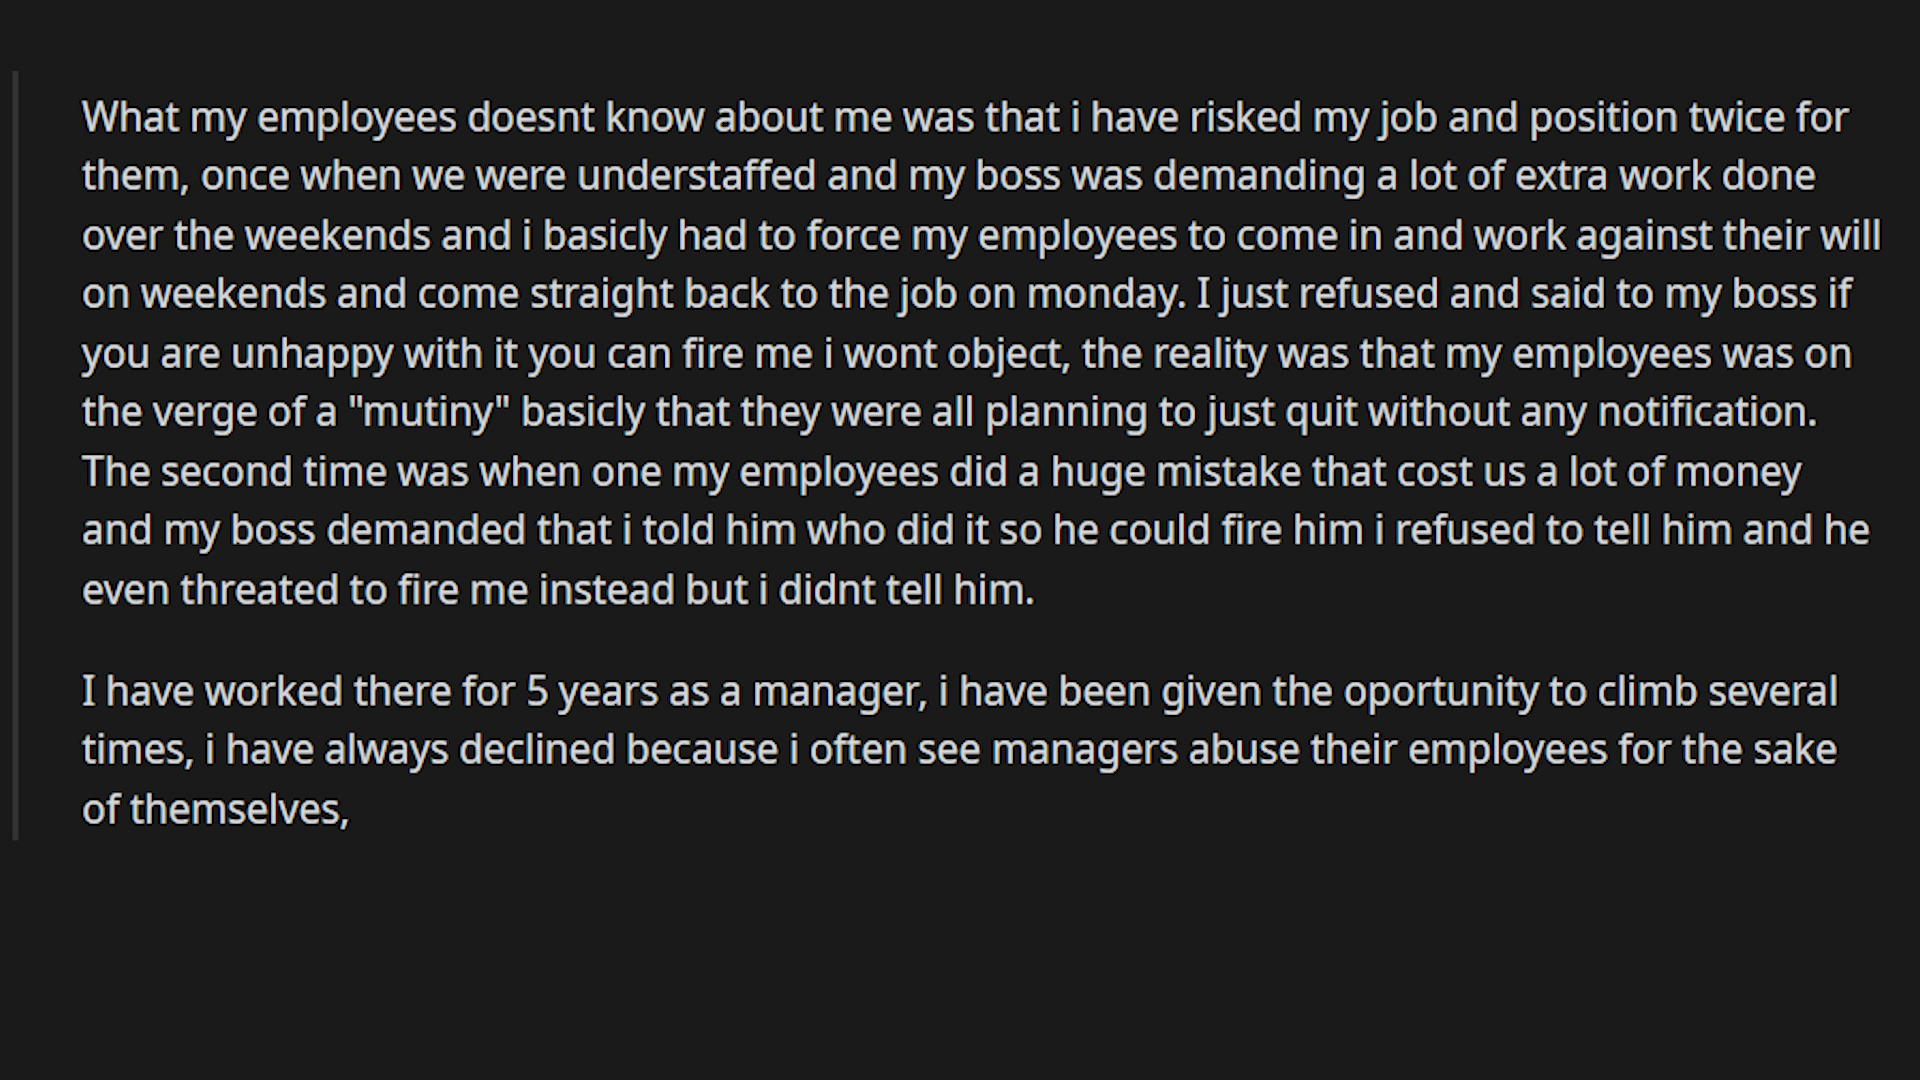 What my employees doesnt know about me was that i have risked my job and position twice for
them, once when we were understaffed and my boss was demanding a lot of extra work done
over the weekends and i basicly had to force my employees to come in and work against their will
on weekends and come straight back to the job on monday. I just refused and said to my boss if
you are unhappy with it you can fire me i wont object, the reality was that my employees was on
the verge of a "mutiny" basicly that they were all planning to just quit without any notification.
The second time was when one my employees did a huge mistake that cost us a lot of money
and my boss demanded that i told him who did it so he could fire him i refused to tell him and he
even threated to fire me instead but i didnt tell him.
I have worked there for 5 years as a manager, i have been given the oportunity to climb several
times, i have always declined because i often see managers abuse their employees for the sake
of themselves,